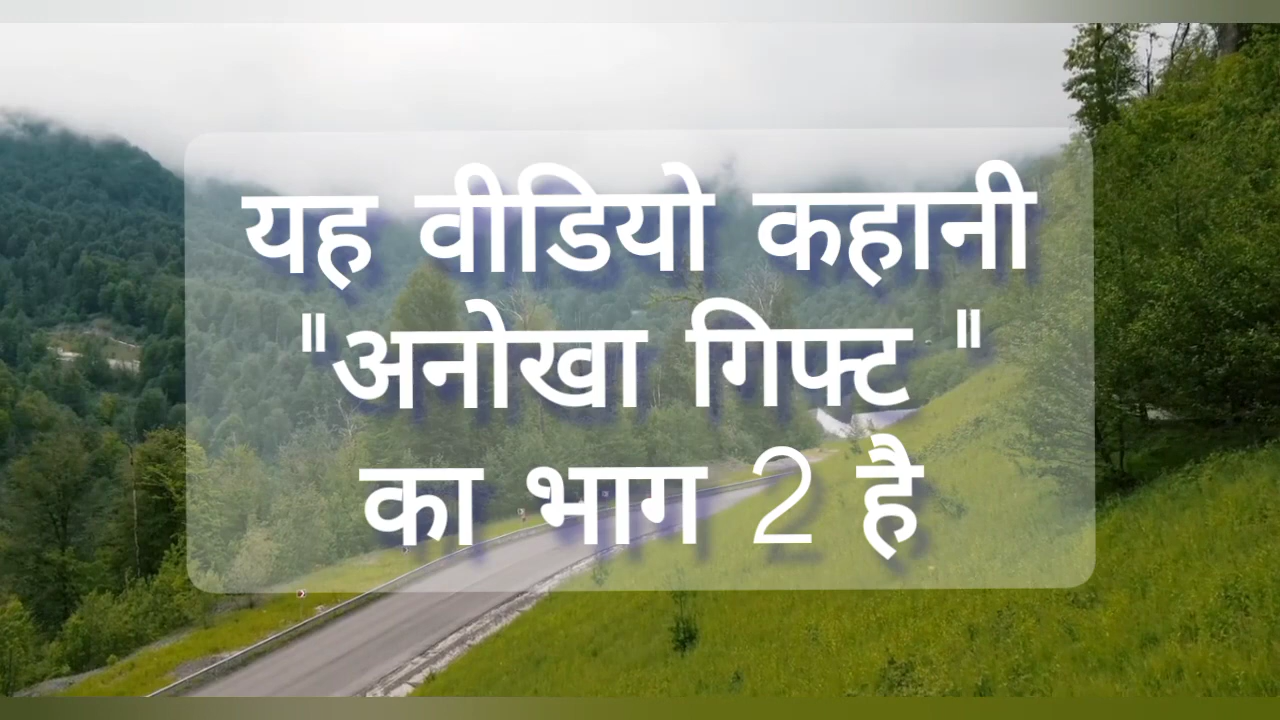 यह वीडियो कहानी
"अनोखा गिफ्ट "
का भाग 2 है